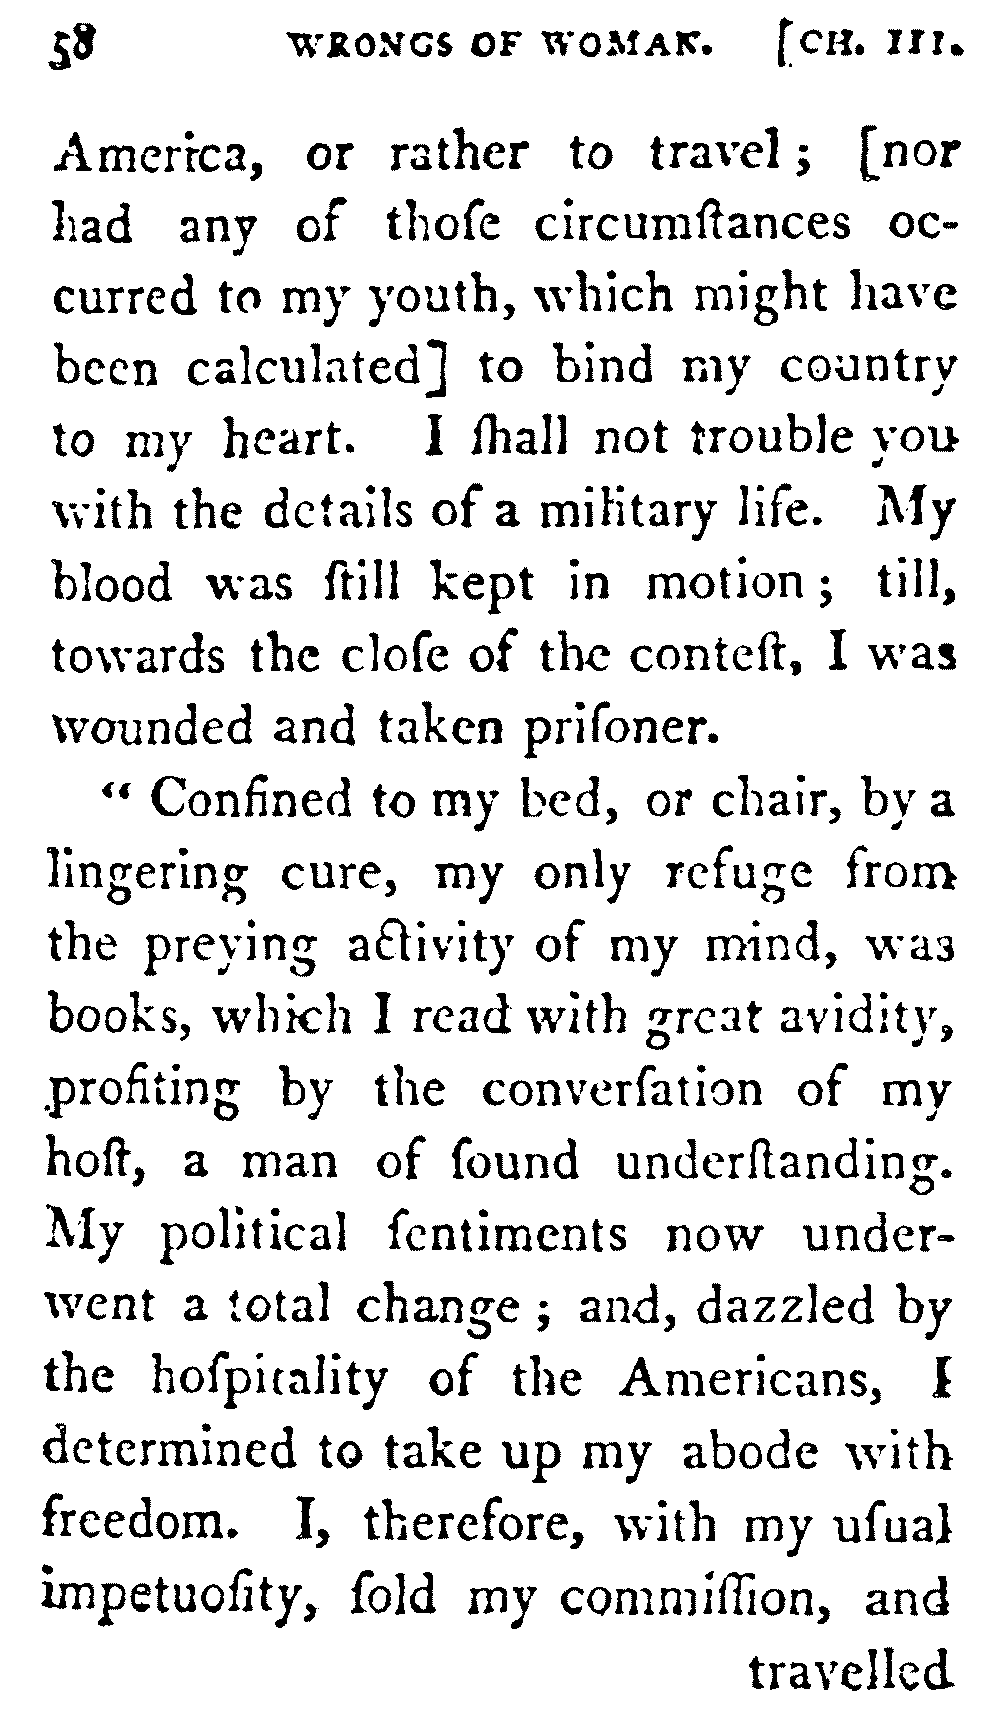 58 WRONGS OF WOMAN. [CH. III.
America, or rather to travel; [nor
had any of thoſe circumſtances oc-
curred to my youth, which might have
been calculated] to bind my country
to my heart. I ſhall not trouble you
with the details of a military life. My
blood was ſtill kept in motion; till,
towards the cloſe of the conteſt, I was
wounded and taken priſoner.
“ Confined to my bed, or chair, by a
lingering cure, my only refuge from
the preying activity of my mind, was
books, which I read with great avidity,
profiting by the converſation of my
hoſt, a man of ſound underſtanding.
My political ſentiments now under-
went a total change; and, dazzled by
the hoſpitality of the Americans, I
determined to take up my abode with
freedom. I, therefore, with my uſual
impetuoſity, ſold my commiſſion, and
travelled